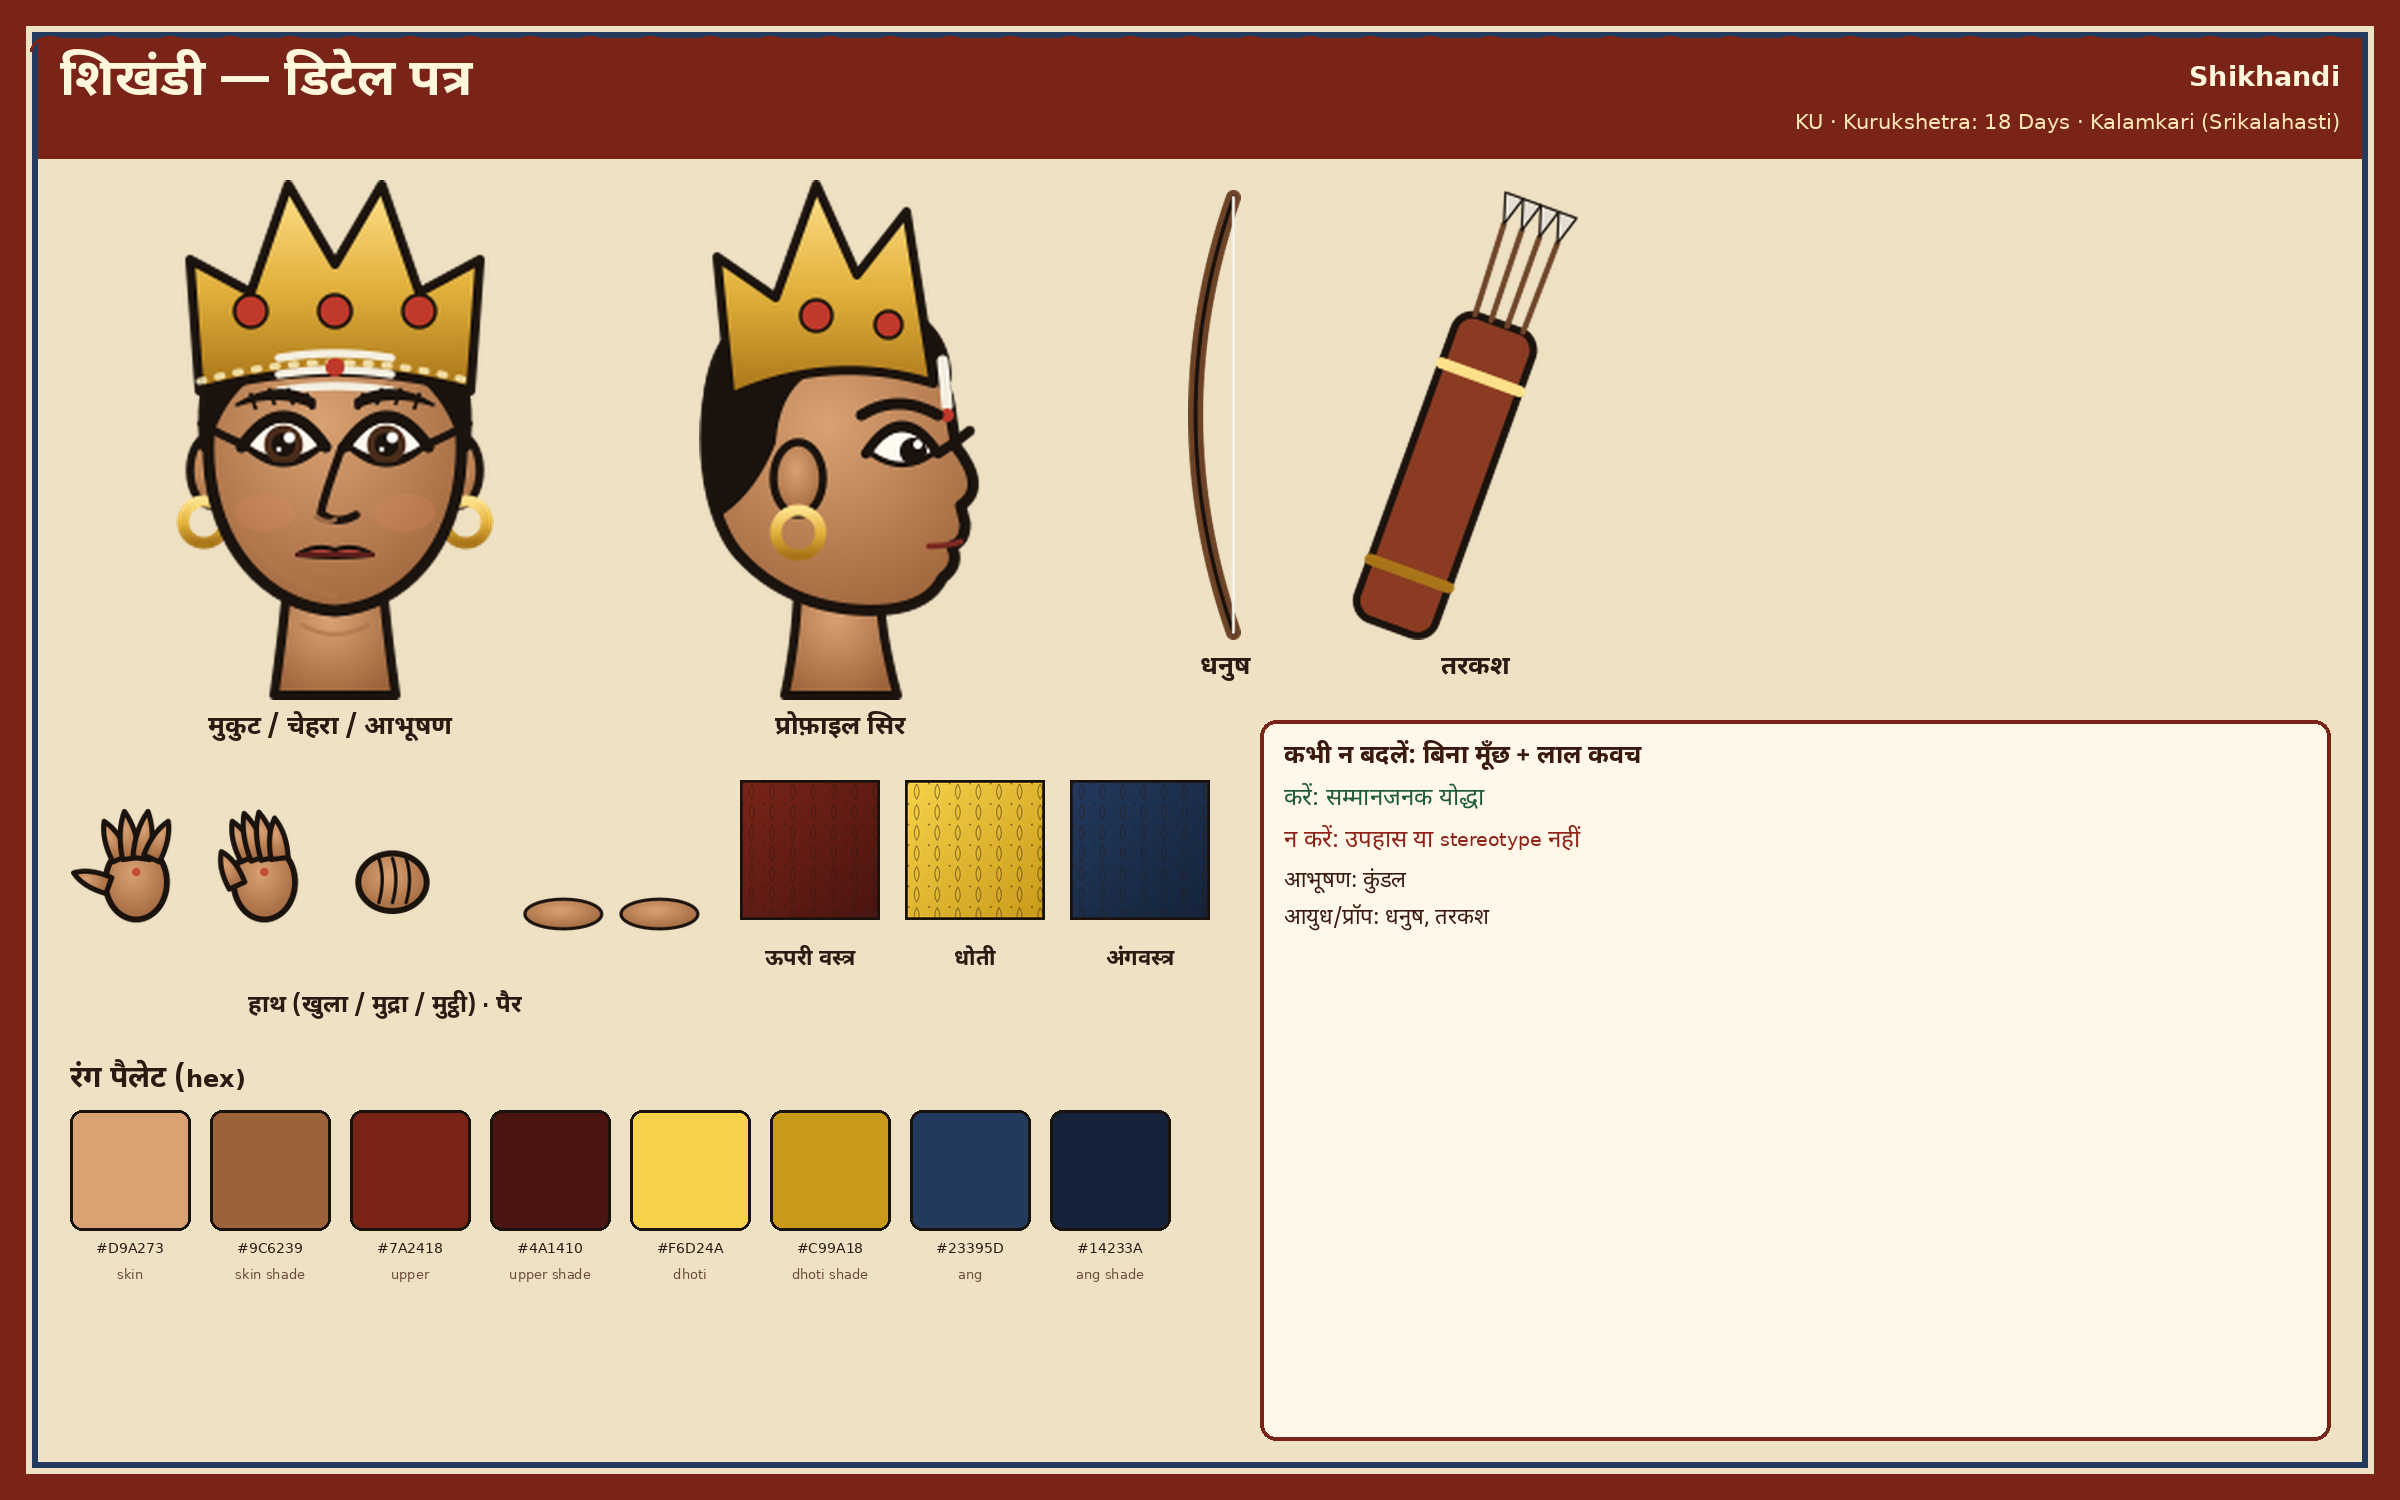 शिखंडी — डिटेल पत्र
Shikhandi
KU · Kurukshetra: 18 Days · Kalamkari (Srikalahasti)
धनुष
तरकश
मुकुट / चेहरा / आभूषण
प्रोफ़ाइल सिर
कभी न बदलें: बिना मूँछ + लाल कवच
करें: सम्मानजनक योद्धा
न करें: उपहास या stereotype नहीं
आभूषण: कुंडल
आयुध/प्रॉप: धनुष, तरकश
ऊपरी वस्त्र
धोती
अंगवस्त्र
हाथ (खुला / मुद्रा / मुट्ठी) · पैर
रंग पैलेट (hex)
#D9A273
#9C6239
#7A2418
#4A1410
#F6D24A
#C99A18
#23395D
#14233A
skin
skin shade
upper
upper shade
dhoti
dhoti shade
ang
ang shade